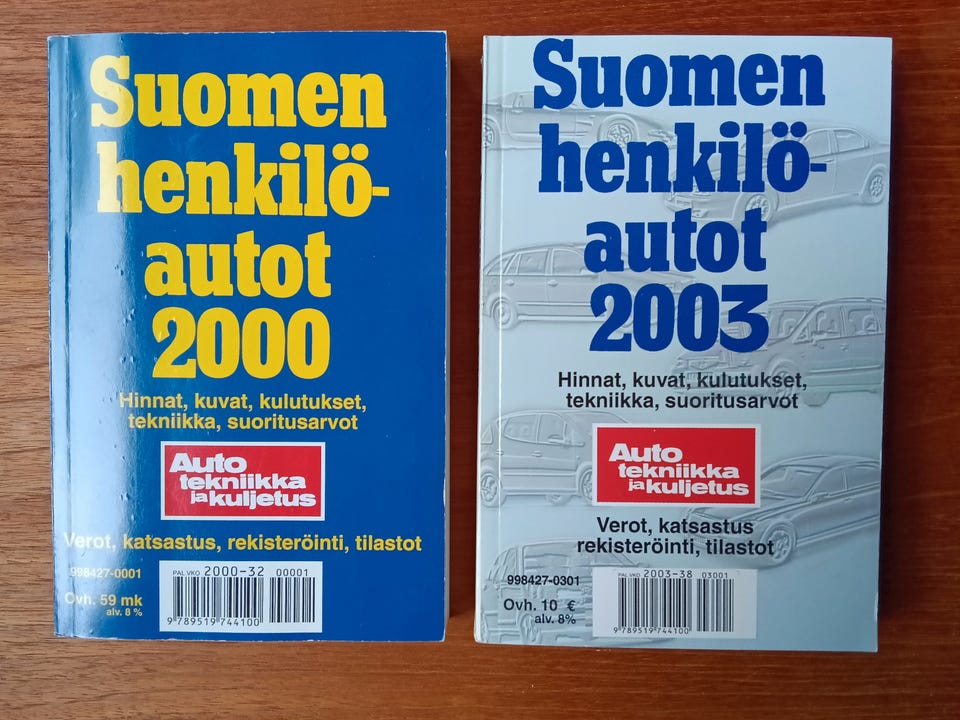 Suomen
henkilö-
autot
2000
Hinnat, kuvat, kulutukset,
tekniikka, suoritusarvot
Auto
tekniikka
ja kuljetus
Verot, katsastus, rekisteröinti, tilastot
998427-0001
PAL VKO 2000-32 00001
Ovh. 59 mk
alv. 8 %
9 789519 744100
Suomen
henkilö-
autot
2003
Hinnat, kuvat, kulutukset,
tekniikka, suoritusarvot
Auto
tekniikka
ja kuljetus
Verot, katsastus
rekisteröinti, tilastot
998427-0301
PAL VKO 2003-38 03001
Ovh. 10 €
alv. 8%
9 789519 744100